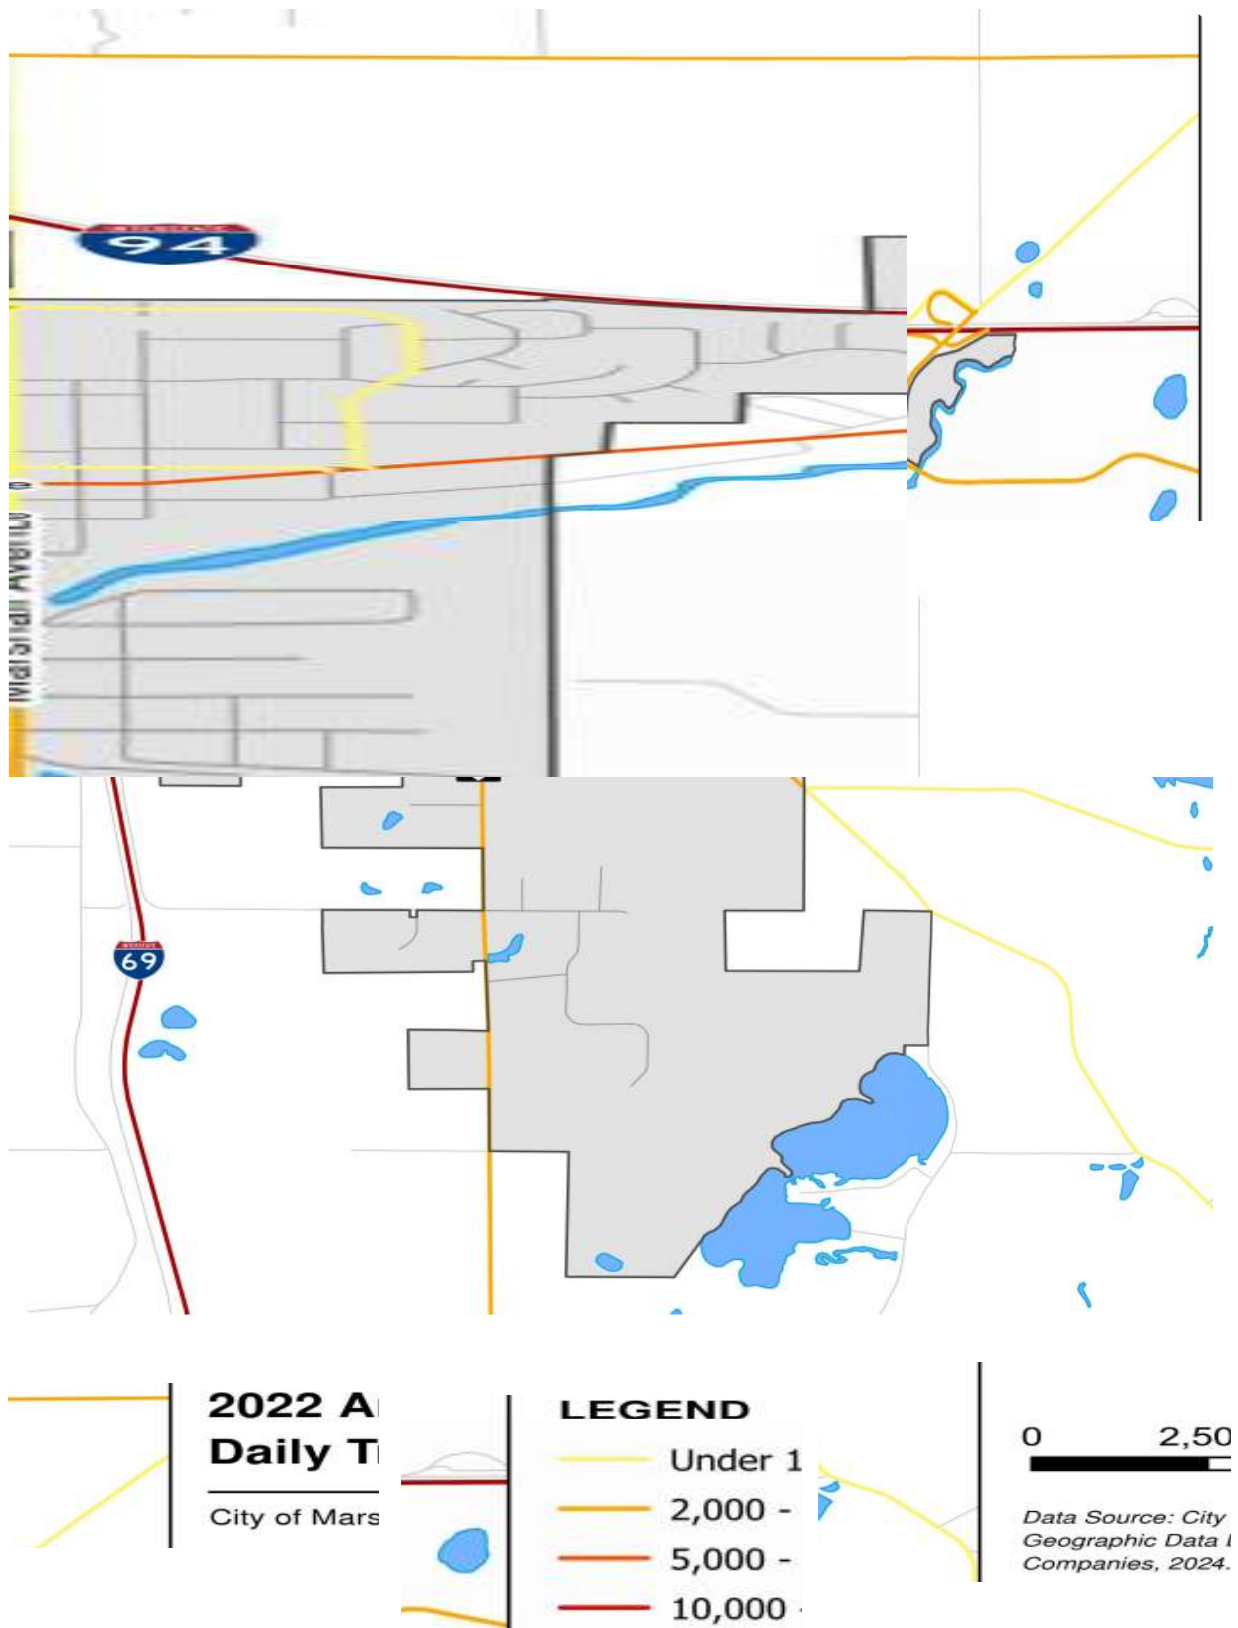 94
Marshall Avenue
69
2022 A
Daily T
City of Mars
LEGEND
Under 1
2,000 -
5,000 -
10,000
0 2,50
Data Source: City
Geographic Data
Companies, 2024.